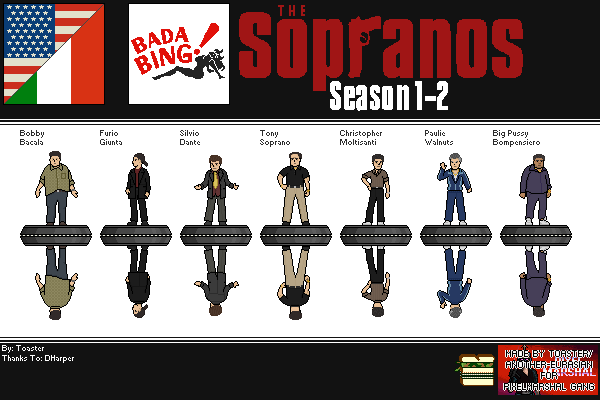 THE
Sopranos
BADA
BING!
Season 1-2
Bobby
Bacala
Furio
Giunta
Silvio
Dante
Tony
Soprano
Christopher
Moltisanti
Paulie
Walnuts
Big Pussy
Bompensiero
By: Toaster
Thanks To: DHarper
MADE BY TOASTER/
ANOTHER-EURASIAN
FOR
PIXELMARSHAL GANG